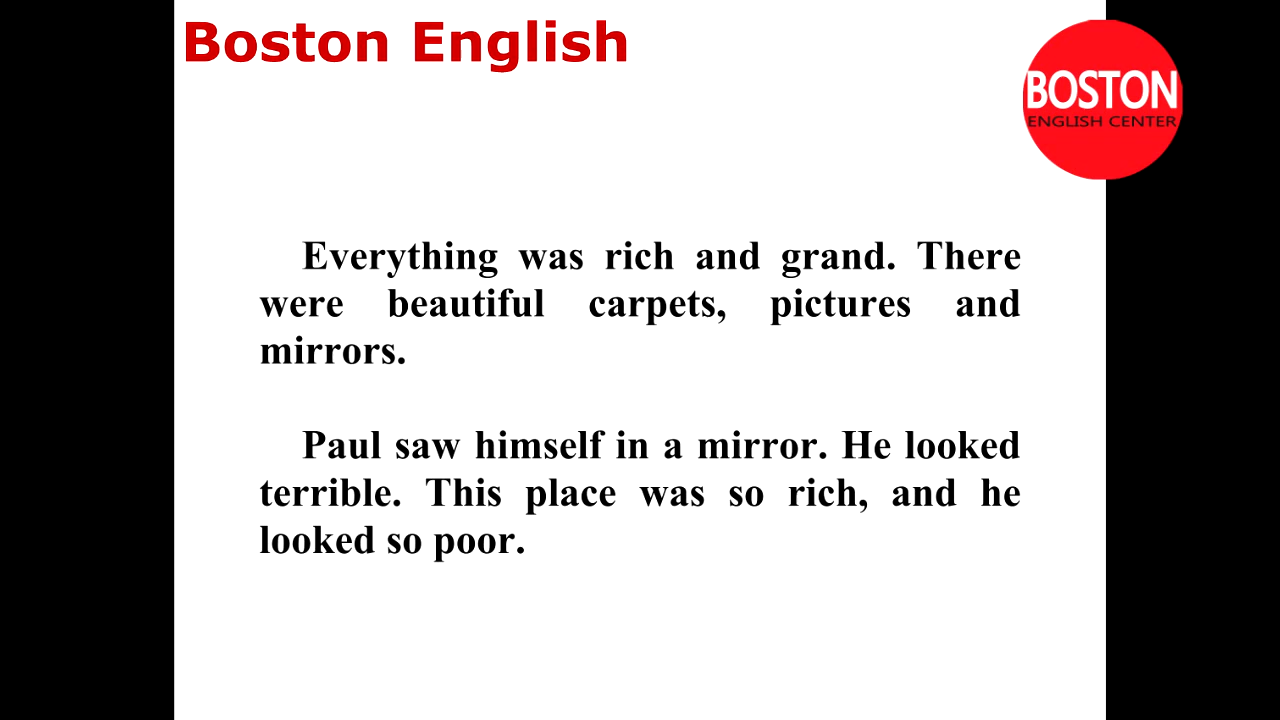 Boston English
BOSTON
ENGLISH CENTER
Everything was rich and grand. There
were beautiful carpets, pictures and
mirrors.
Paul saw himself in a mirror. He looked
terrible. This place was so rich, and he
looked so poor.